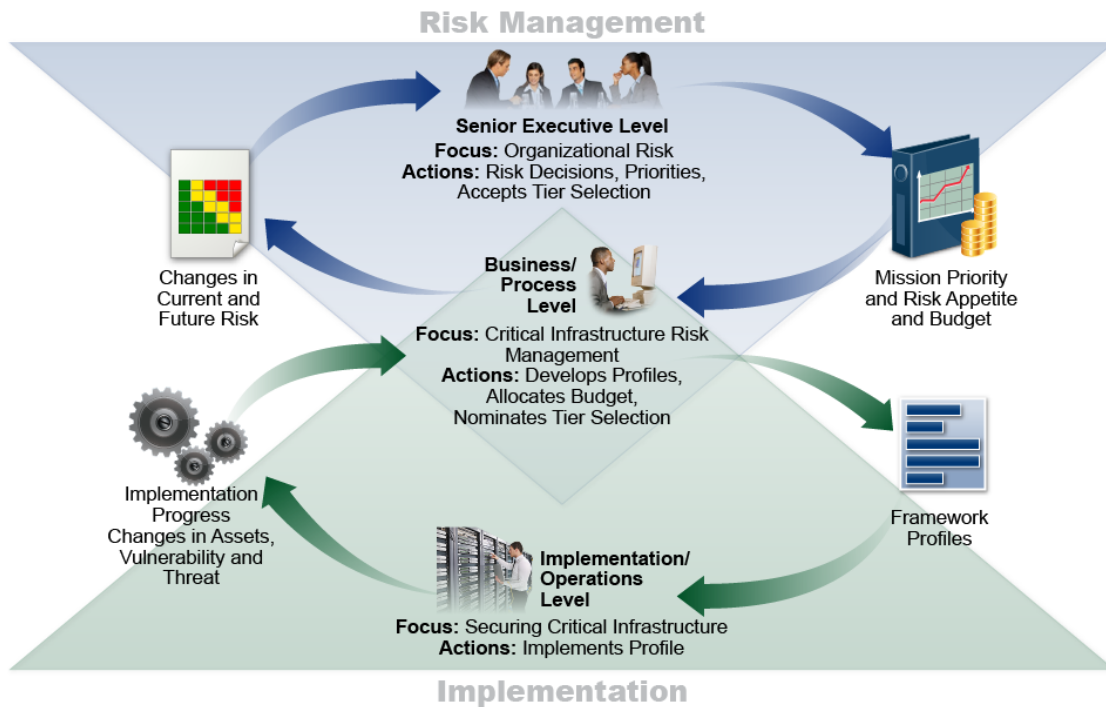 Risk Management
Senior Executive Level
Focus: Organizational Risk
Actions: Risk Decisions, Priorities,
Accepts Tier Selection
Changes in
Current and
Future Risk
Mission Priority
and Risk Appetite
and Budget
Business/
Process
Level
Focus: Critical Infrastructure Risk
Management
Actions: Develops Profiles,
Allocates Budget,
Nominates Tier Selection
Implementation
Progress
Changes in Assets,
Vulnerability and
Threat
Framework
Profiles
Implementation/
Operations
Level
Focus: Securing Critical Infrastructure
Actions: Implements Profile
Implementation